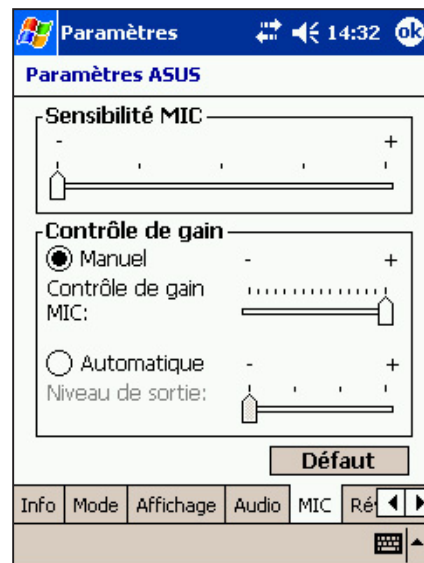 Paramètres 14:32 ok
Paramètres ASUS
Sensibilité MIC
- +
Contrôle de gain
Manuel - +
Contrôle de gain
MIC:
Automatique - +
Niveau de sortie:
Défaut
Info Mode Affichage Audio MIC